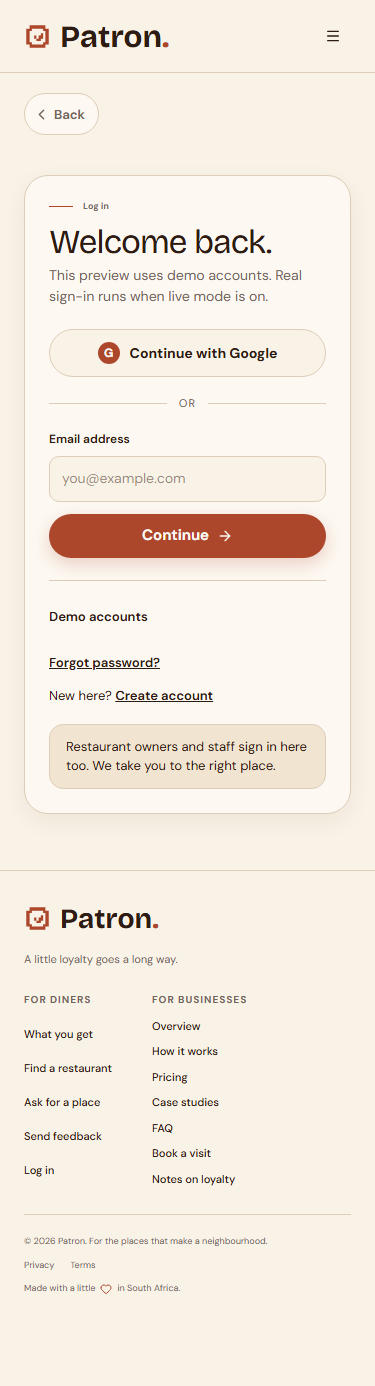 Patron.
Back
Log in
Welcome back.
This preview uses demo accounts. Real
sign-in runs when live mode is on.
G Continue with Google
OR
Email address
you@example.com
Continue →
Demo accounts
Forgot password?
New here? Create account
Restaurant owners and staff sign in here
too. We take you to the right place.
Patron.
A little loyalty goes a long way.
FOR DINERS
What you get
Find a restaurant
Ask for a place
Send feedback
Log in
FOR BUSINESSES
Overview
How it works
Pricing
Case studies
FAQ
Book a visit
Notes on loyalty
© 2026 Patron. For the places that make a neighbourhood.
Privacy Terms
Made with a little ♡ in South Africa.